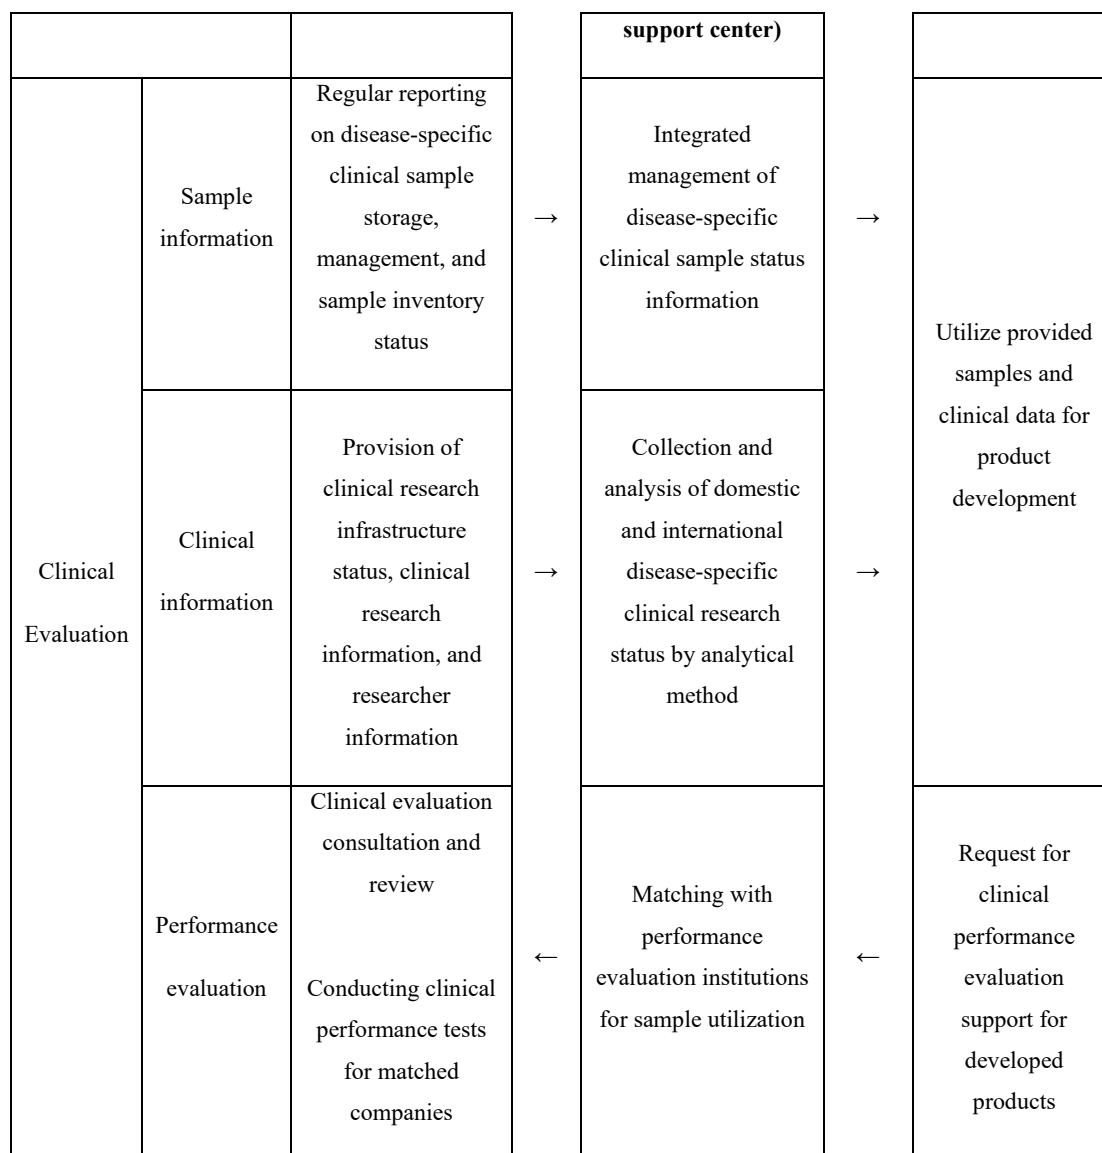 support center)
Clinical
Evaluation
Sample
information
Regular reporting
on disease-specific
clinical sample
storage,
management, and
sample inventory
status
→
Integrated
management of
disease-specific
clinical sample status
information
→
Utilize provided
samples and
clinical data for
product
development
Clinical
information
Provision of
clinical research
infrastructure
status, clinical
research
information, and
researcher
information
→
Collection and
analysis of domestic
and international
disease-specific
clinical research
status by analytical
method
→
Performance
evaluation
Clinical evaluation
consultation and
review
Conducting clinical
performance tests
for matched
companies
←
Matching with
performance
evaluation institutions
for sample utilization
←
Request for
clinical
performance
evaluation
support for
developed
products